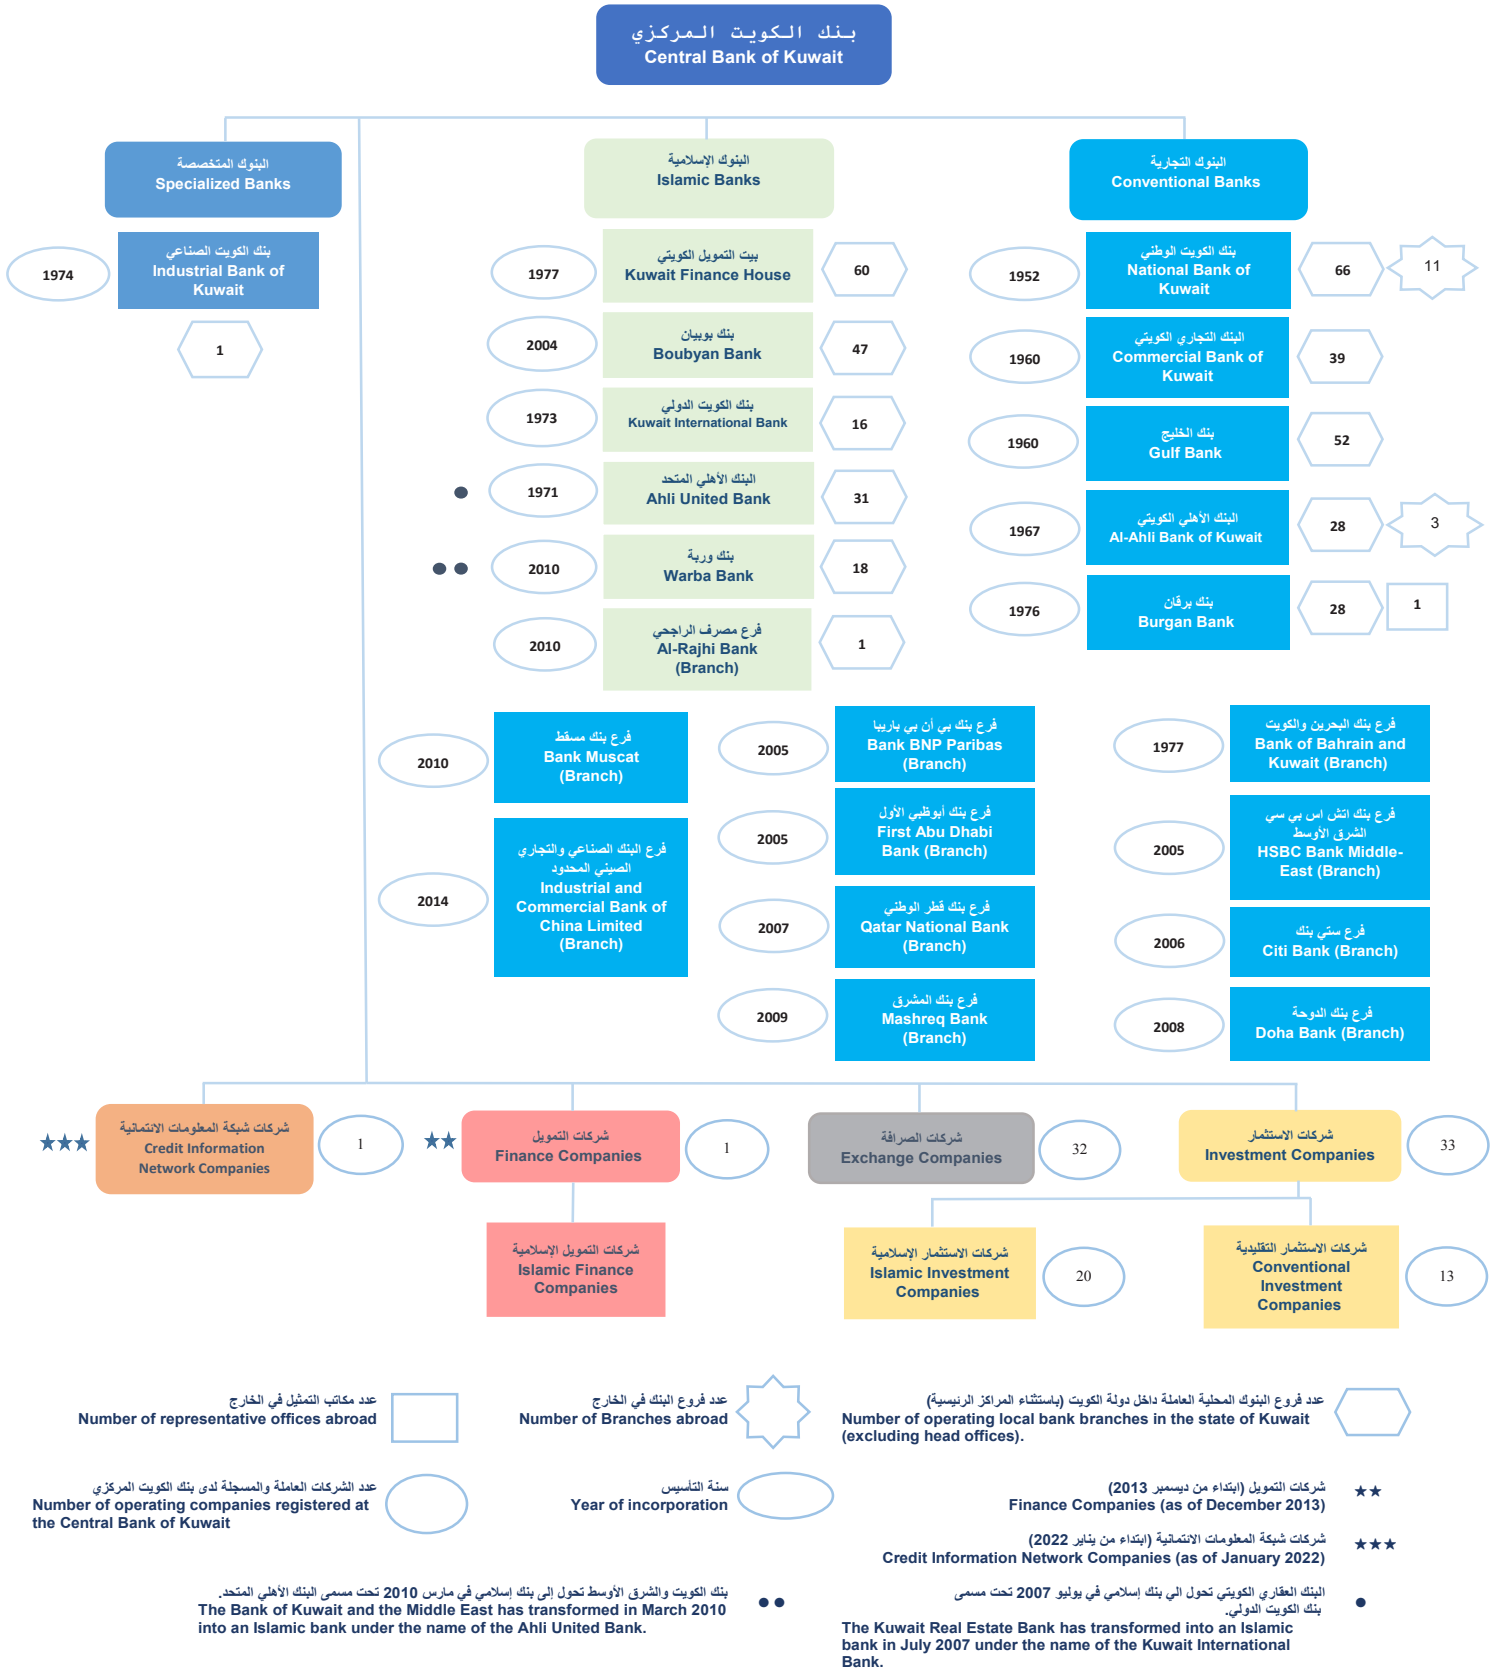 بنك الكويت المركزي
Central Bank of Kuwait
البنوك المتخصصة
Specialized Banks
البنوك الإسلامية
Islamic Banks
البنوك التجارية
Conventional Banks
1974
بنك الكويت الصناعي
Industrial Bank of
Kuwait
1
1977
بيت التمويل الكويتي
Kuwait Finance House
60
2004
بنك بوبيان
Boubyan Bank
47
1973
بنك الكويت الدولي
Kuwait International Bank
16
●
1971
البنك الأهلي المتحد
Ahli United Bank
31
● ●
2010
بنك وربة
Warba Bank
18
2010
فرع مصرف الراجحي
Al-Rajhi Bank
(Branch)
1
1952
بنك الكويت الوطني
National Bank of
Kuwait
66
11
1960
البنك التجاري الكويتي
Commercial Bank of
Kuwait
39
1960
بنك الخليج
Gulf Bank
52
1967
البنك الأهلي الكويتي
Al-Ahli Bank of Kuwait
28
3
1976
بنك برقان
Burgan Bank
28
1
2010
فرع بنك مسقط
Bank Muscat
(Branch)
2014
فرع البنك الصناعي والتجاري
الصيني المحدود
Industrial and
Commercial Bank of
China Limited
(Branch)
2005
فرع بنك بي أن بي باريبا
Bank BNP Paribas
(Branch)
2005
فرع بنك أبوظبي الأول
First Abu Dhabi
Bank (Branch)
2007
فرع بنك قطر الوطني
Qatar National Bank
(Branch)
2009
فرع بنك المشرق
Mashreq Bank
(Branch)
1977
فرع بنك البحرين والكويت
Bank of Bahrain and
Kuwait (Branch)
2005
فرع بنك اتش اس بي سي
الشرق الأوسط
HSBC Bank Middle-
East (Branch)
2006
فرع ستي بنك
Citi Bank (Branch)
2008
فرع بنك الدوحة
Doha Bank (Branch)
★★★
شركات شبكة المعلومات الائتمانية
Credit Information
Network Companies
1
★★
شركات التمويل
Finance Companies
1
شركات الصرافة
Exchange Companies
32
شركات الاستثمار
Investment Companies
33
شركات التمويل الإسلامية
Islamic Finance
Companies
شركات الاستثمار الإسلامية
Islamic Investment
Companies
20
شركات الاستثمار التقليدية
Conventional
Investment
Companies
13
عدد مكاتب التمثيل في الخارج
Number of representative offices abroad
عدد فروع البنك في الخارج
Number of Branches abroad
عدد فروع البنوك المحلية العاملة داخل دولة الكويت (باستثناء المراكز الرئيسية)
Number of operating local bank branches in the state of Kuwait
(excluding head offices).
عدد الشركات العاملة والمسجلة لدى بنك الكويت المركزي
Number of operating companies registered at
the Central Bank of Kuwait
سنة التأسيس
Year of incorporation
شركات التمويل (ابتداء من ديسمبر 2013)
Finance Companies (as of December 2013)
★★
شركات شبكة المعلومات الائتمانية (ابتداء من يناير 2022)
Credit Information Network Companies (as of January 2022)
★★★
بنك الكويت والشرق الأوسط تحول إلى بنك إسلامي في مارس 2010 تحت مسمى البنك الأهلي المتحد.
The Bank of Kuwait and the Middle East has transformed in March 2010
into an Islamic bank under the name of the Ahli United Bank.
● ●
البنك العقاري الكويتي تحول الي بنك إسلامي في يوليو 2007 تحت مسمى
بنك الكويت الدولي.
The Kuwait Real Estate Bank has transformed into an Islamic
bank in July 2007 under the name of the Kuwait International
Bank.
●